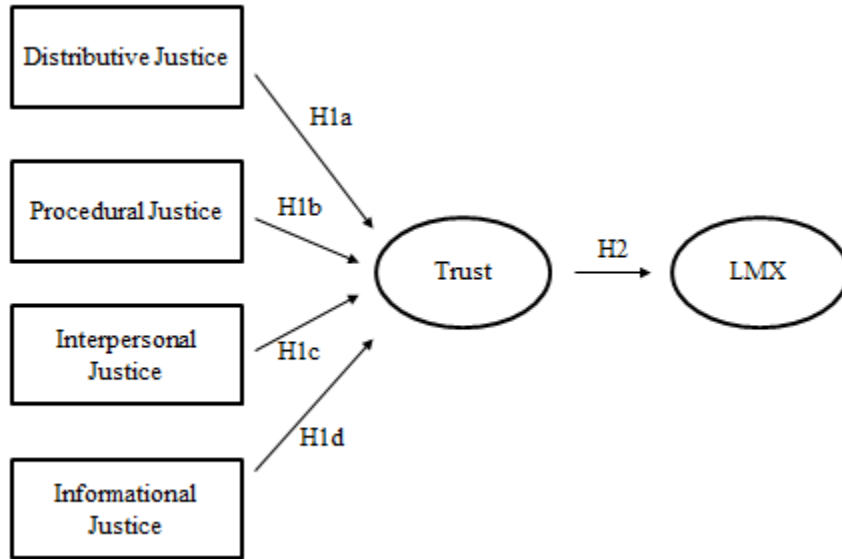 Distributive Justice
H1a
Procedural Justice
H1b
Trust
H2
LMX
Interpersonal
Justice
H1c
H1d
Informational
Justice